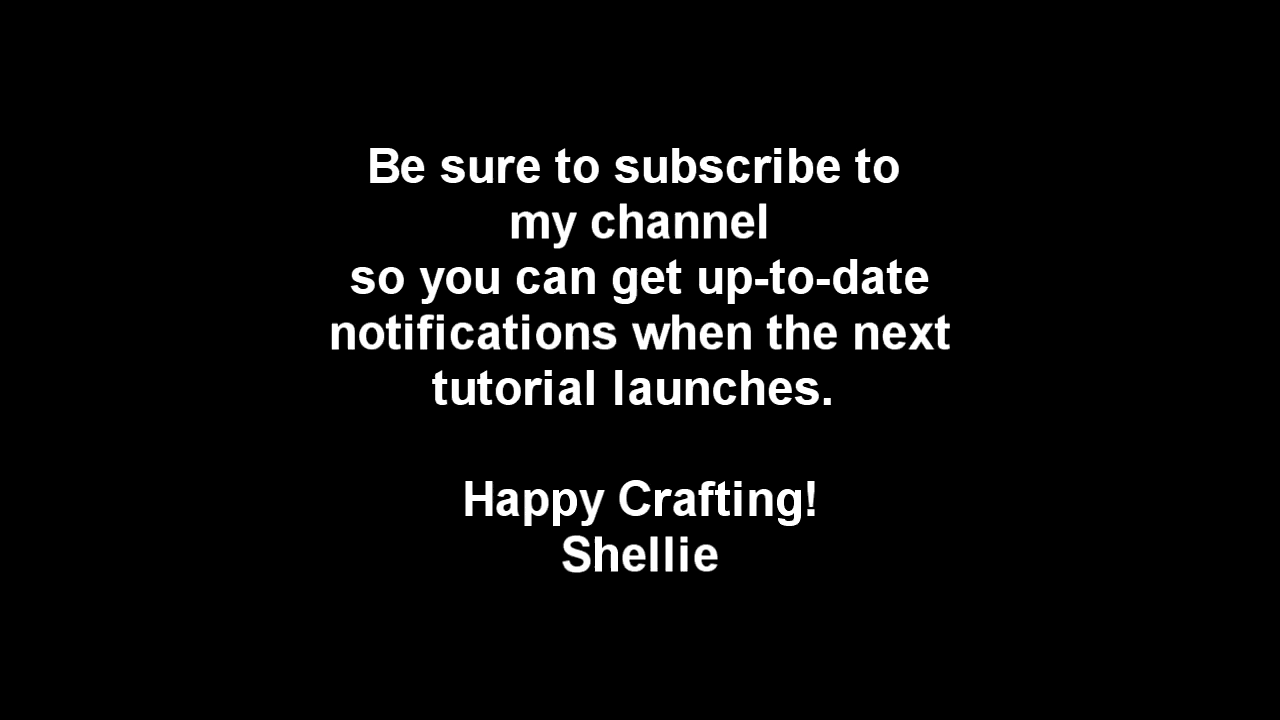 Be sure to subscribe to
my channel
so you can get up-to-date
notifications when the next
tutorial launches.
Happy Crafting!
Shellie